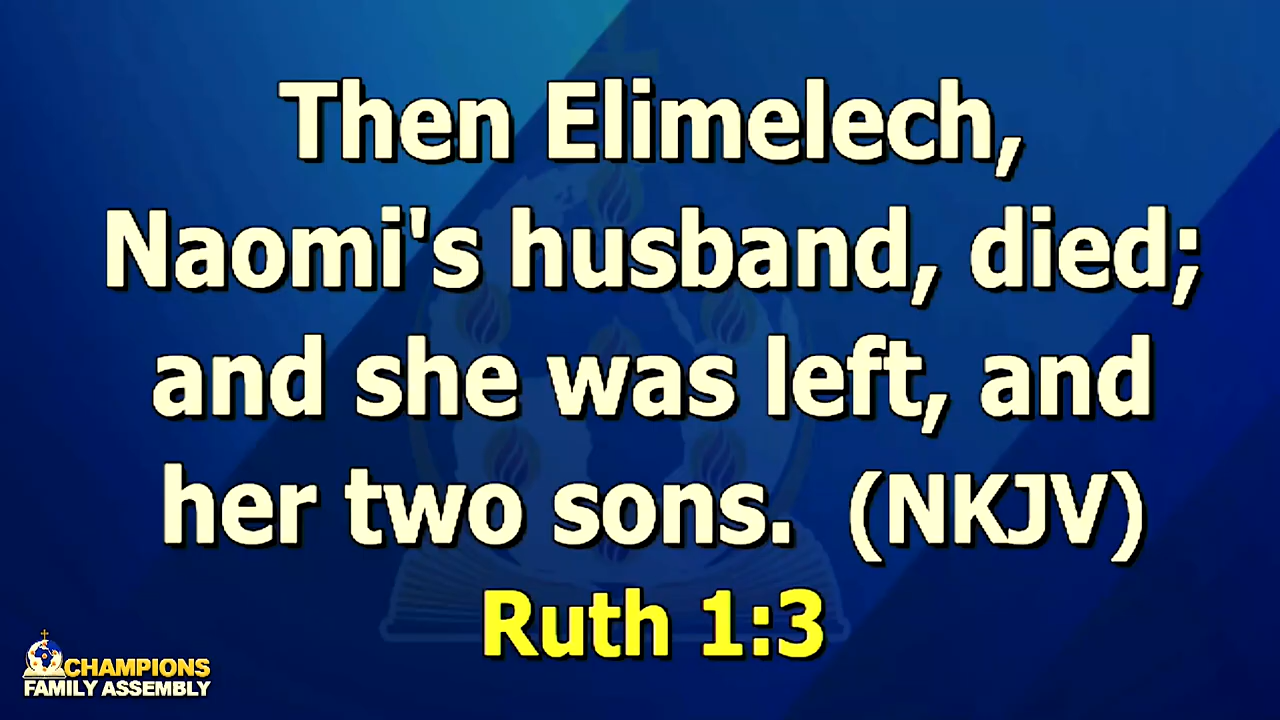 Then Elimelech,
Naomi's husband, died;
and she was left, and
her two sons. (NKJV)
Ruth 1:3
CHAMPIONS
FAMILY ASSEMBLY